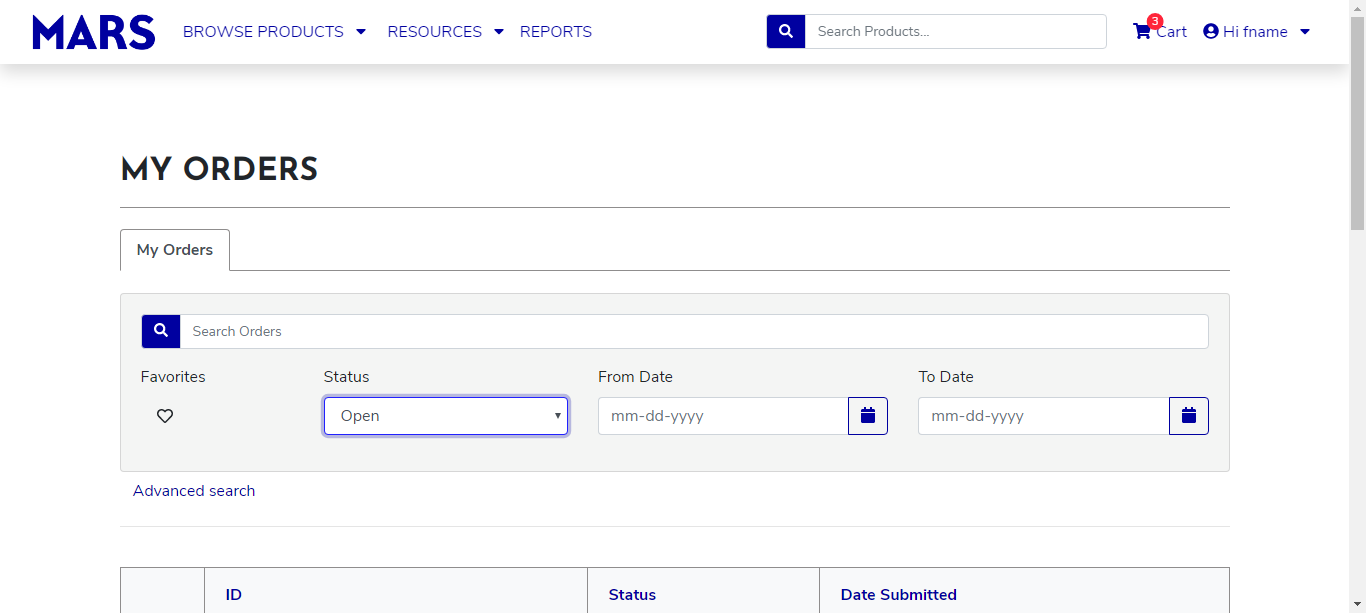 MARS BROWSE PRODUCTS RESOURCES REPORTS Search Products... 3 Cart Hi fname
MY ORDERS
My Orders
Search Orders
Favorites Status From Date To Date
Open mm-dd-yyyy mm-dd-yyyy
Advanced search
ID Status Date Submitted